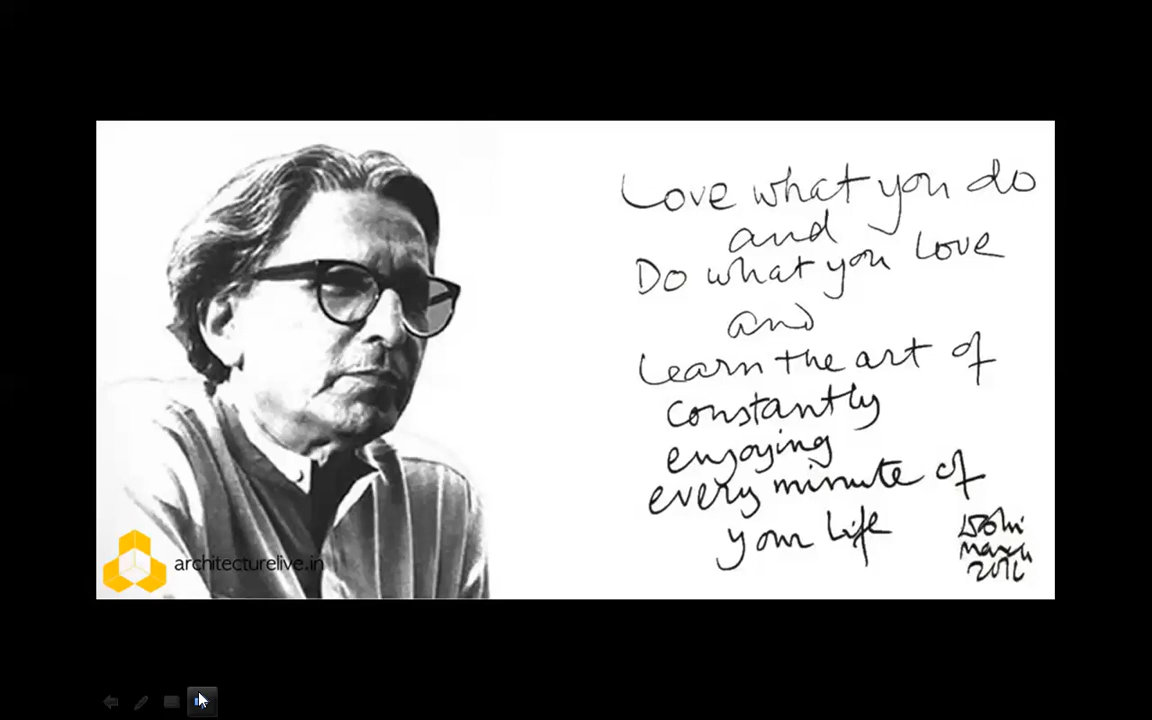 Love what you do
and
Do what you Love
and
Learn the art of
constantly
enjoying
every minute of
your life
march
architecturelive.in